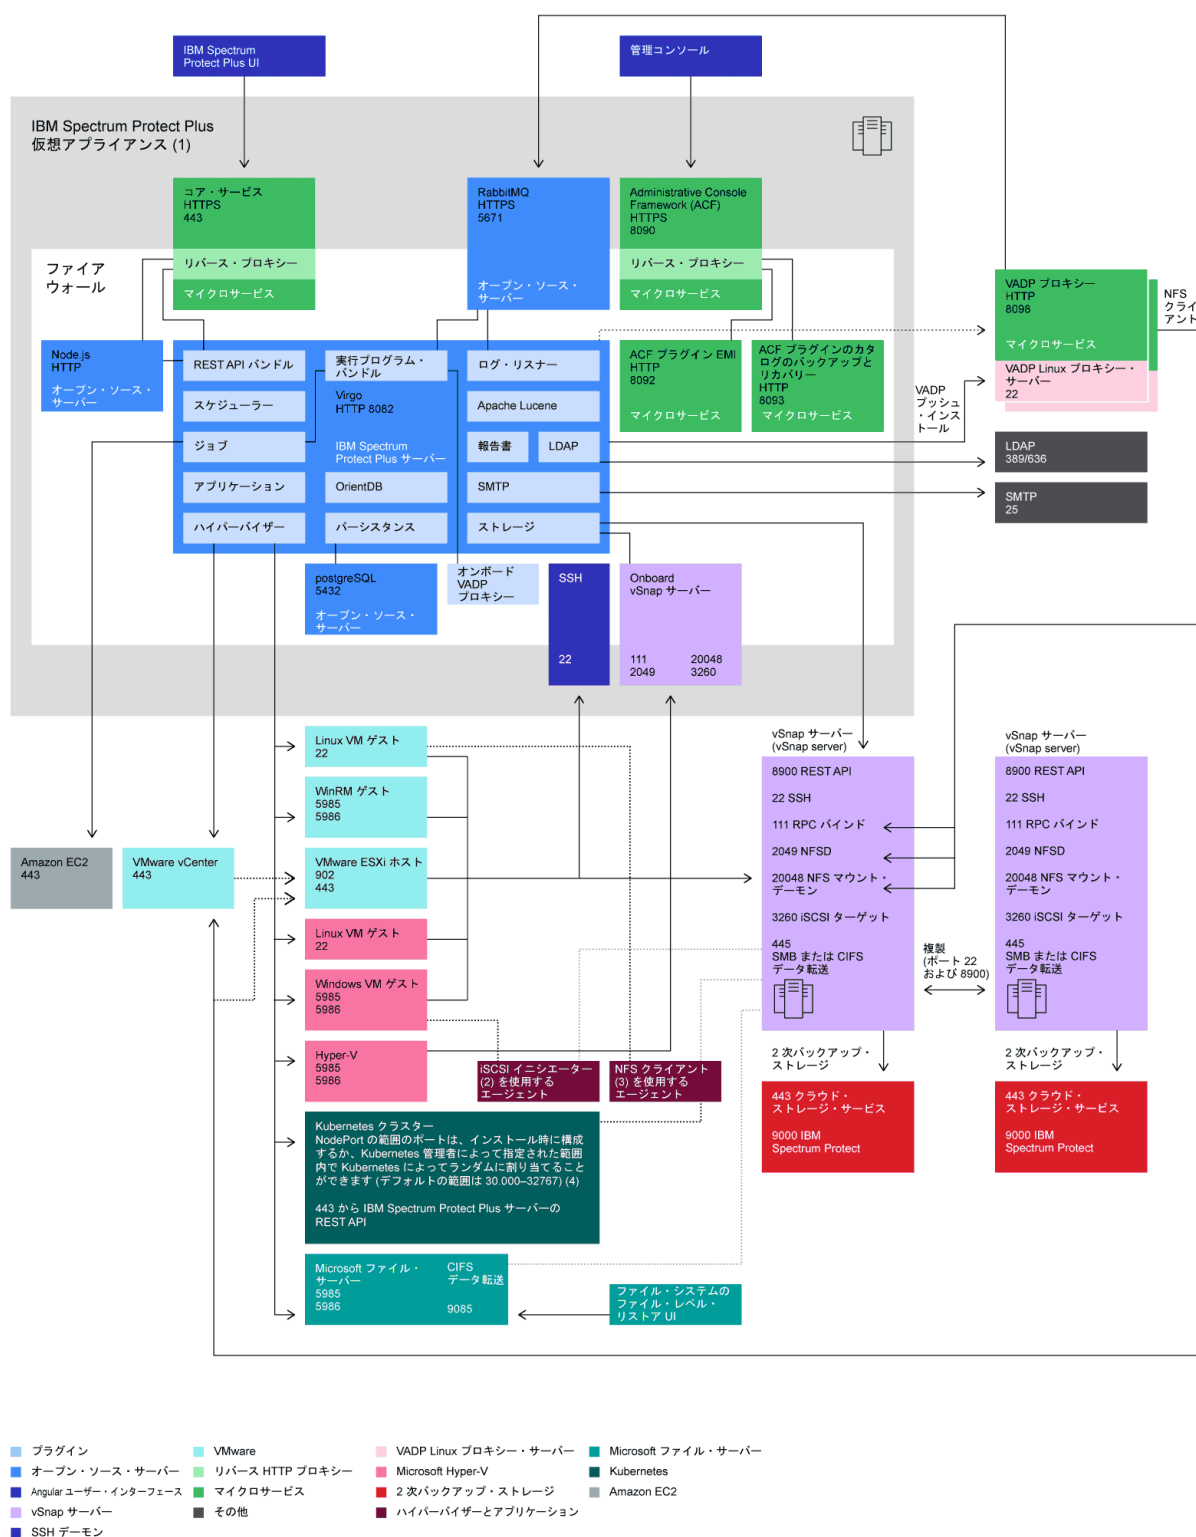 IBM Spectrum
Protect Plus UI
管理コンソール
IBM Spectrum Protect Plus
仮想アプライアンス (1)
コア・サービス
HTTPS
443
リバース・プロキシー
マイクロサービス
RabbitMQ
HTTPS
5671
オープン・ソース・
サーバー
Administrative Console
Framework (ACF)
HTTPS
8090
リバース・プロキシー
マイクロサービス
ファイア
ウォール
VADP プロキシー
HTTP
8098
マイクロサービス
NFS
クライ
アント
VADP Linux プロキシー・
サーバー
22
Node.js
HTTP
オープン・ソース・
サーバー
REST API バンドル
スケジューラー
ジョブ
アプリケーション
ハイパーバイザー
実行プログラム・
バンドル
Virgo
HTTP 8082
IBM Spectrum
Protect Plus サーバー
OrientDB
パーシスタンス
ログ・リスナー
Apache Lucene
報告書
LDAP
SMTP
ストレージ
ACF プラグイン EMI
HTTP
8092
マイクロサービス
ACF プラグインのカタ
ログのバックアップと
リカバリー
HTTP
8093
マイクロサービス
VADP
プッシュ
・インス
トール
LDAP
389/636
SMTP
25
postgreSQL
5432
オープン・ソース・
サーバー
オンボード
VADP
プロキシー
SSH
22
Onboard
vSnap サーバー
111 20048
2049 3260
Linux VM ゲスト
22
WinRM ゲスト
5985
5986
Amazon EC2
443
VMware vCenter
443
VMware ESXi ホスト
902
443
Linux VM ゲスト
22
Windows VM ゲスト
5985
5986
Hyper-V
5985
5986
iSCSI イニシエーター
(2) を使用する
エージェント
NFS クライアント
(3) を使用する
エージェント
vSnap サーバー
(vSnap server)
8900 REST API
22 SSH
111 RPC バインド
2049 NFSD
20048 NFS マウント・
デーモン
3260 iSCSI ターゲット
445
SMB または CIFS
データ転送
複製
(ポート 22
および 8900)
vSnap サーバー
(vSnap server)
8900 REST API
22 SSH
111 RPC バインド
2049 NFSD
20048 NFS マウント・
デーモン
3260 iSCSI ターゲット
445
SMB または CIFS
データ転送
2 次バックアップ・
ストレージ
443 クラウド・
ストレージ・サービス
9000 IBM
Spectrum Protect
2 次バックアップ・
ストレージ
443 クラウド・
ストレージ・サービス
9000 IBM
Spectrum Protect
Kubernetes クラスター
NodePort の範囲のポートは、インストール時に構成
するか、Kubernetes 管理者によって指定された範囲
内で Kubernetes によってランダムに割り当てること
ができます (デフォルトの範囲は 30.000–32767) (4)
443 から IBM Spectrum Protect Plus サーバーの
REST API
Microsoft ファイル・
サーバー
5985
5986
CIFS
データ転送
9085
ファイル・システムの
ファイル・レベル・
リストア UI
プラグイン
オープン・ソース・サーバー
Angular ユーザー・インターフェース
vSnap サーバー
SSH デーモン
VMware
リバース HTTP プロキシー
マイクロサービス
その他
VADP Linux プロキシー・サーバー
Microsoft Hyper-V
2 次バックアップ・ストレージ
ハイパーバイザーとアプリケーション
Microsoft ファイル・サーバー
Kubernetes
Amazon EC2